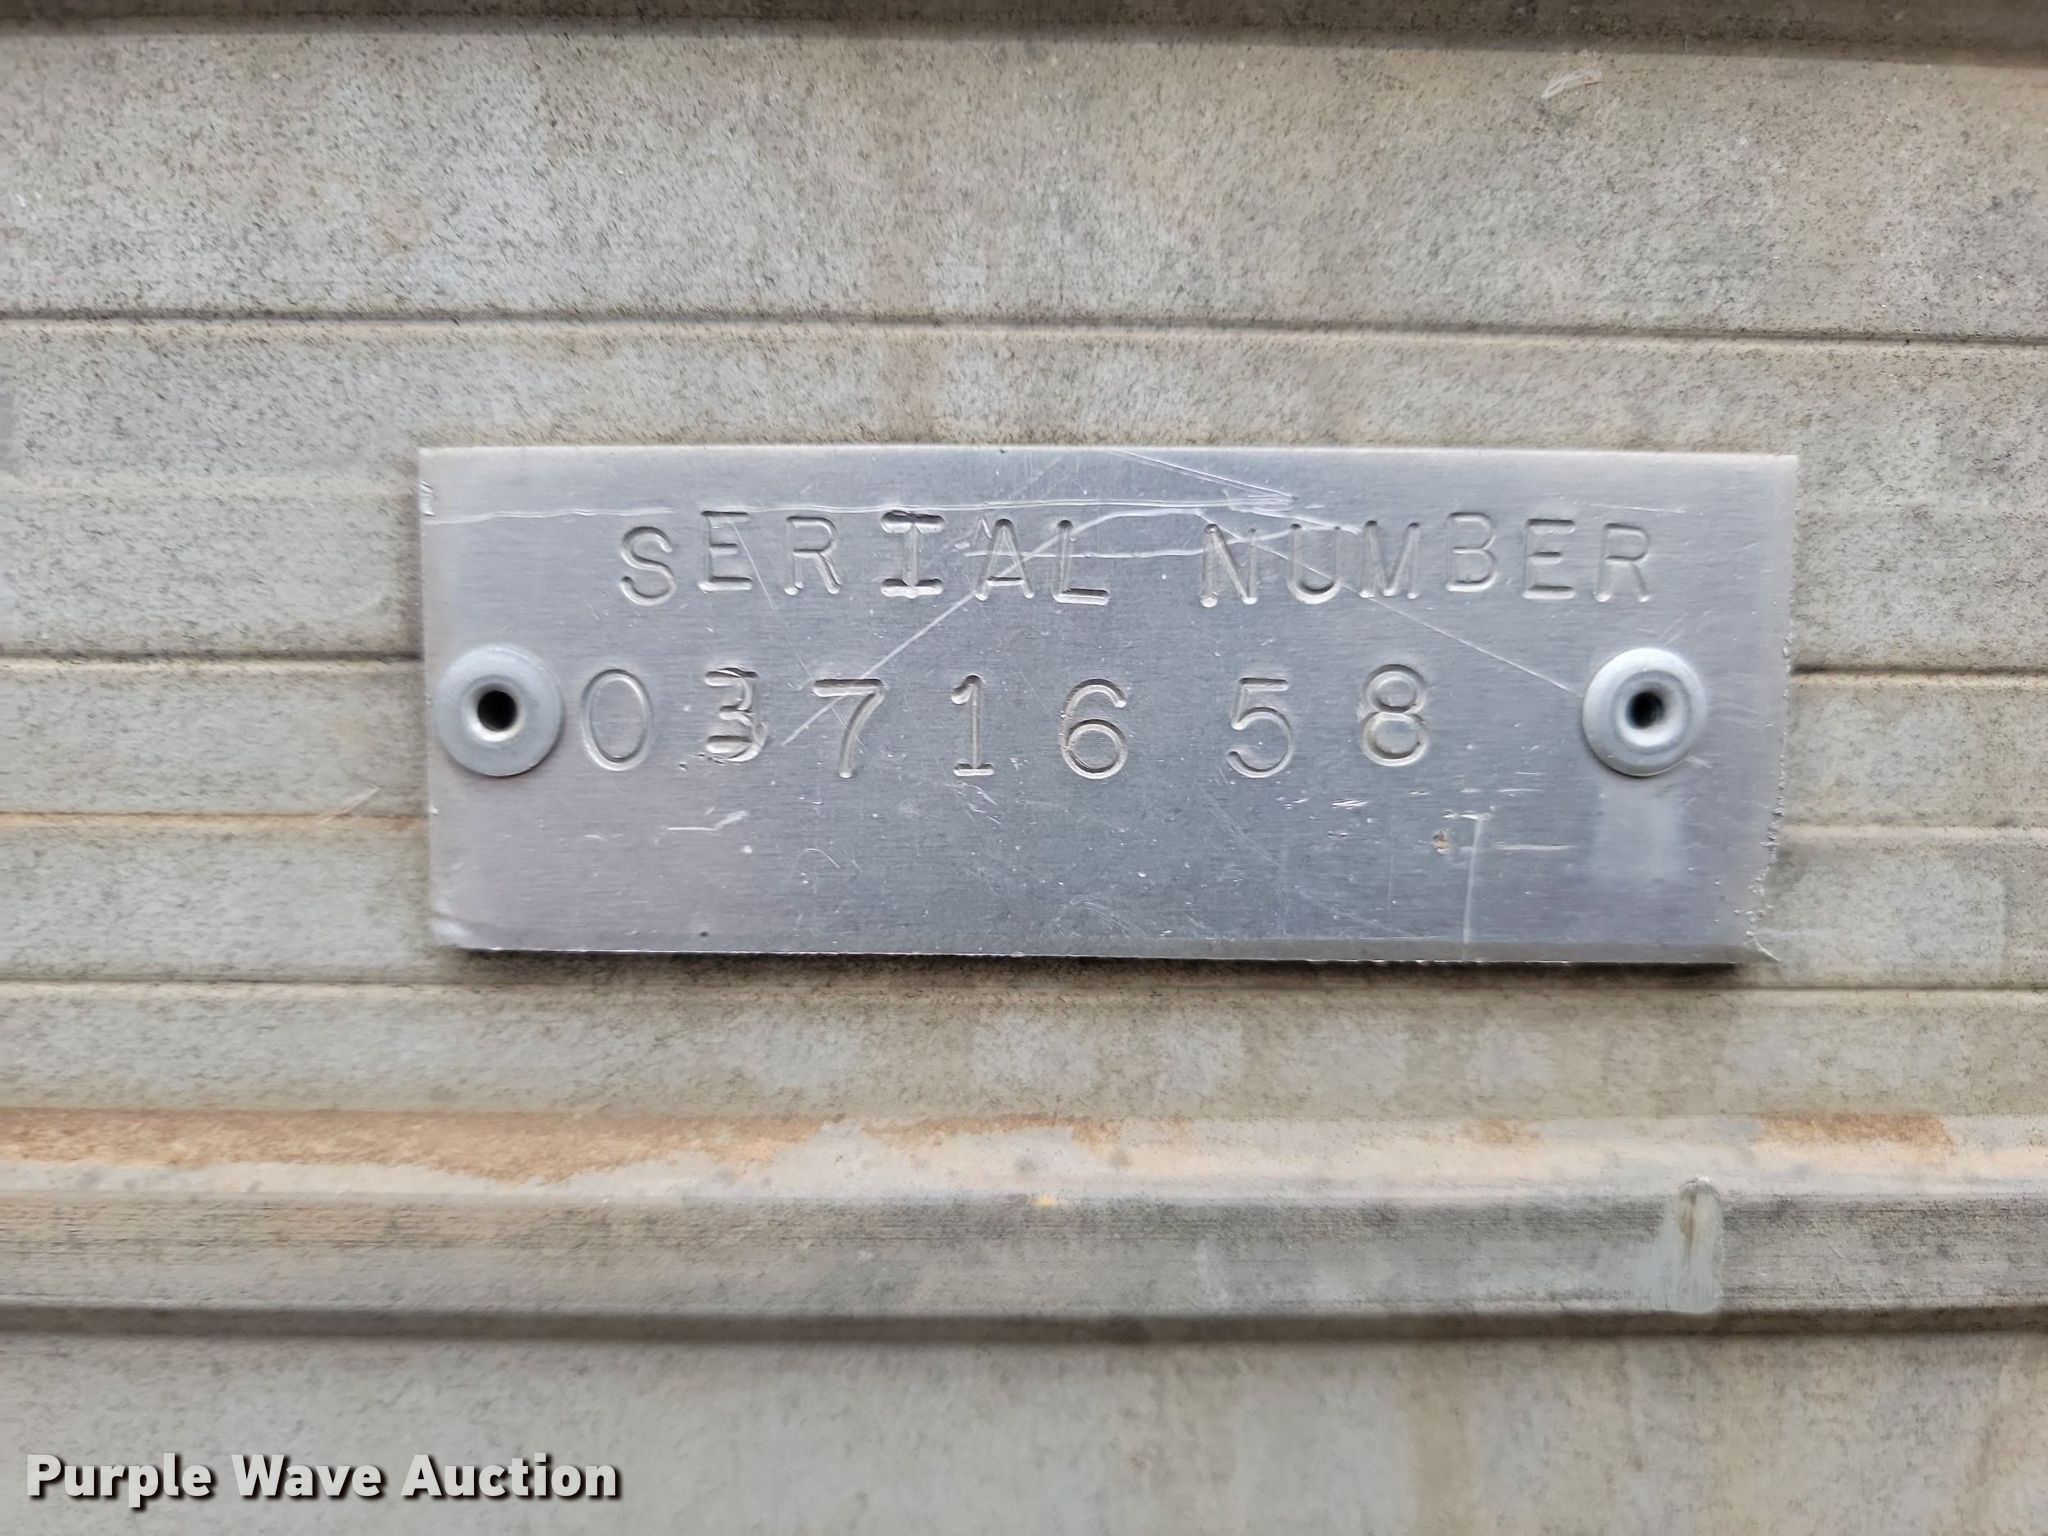 SERIAL NUMBER
0371658
Purple Wave Auction